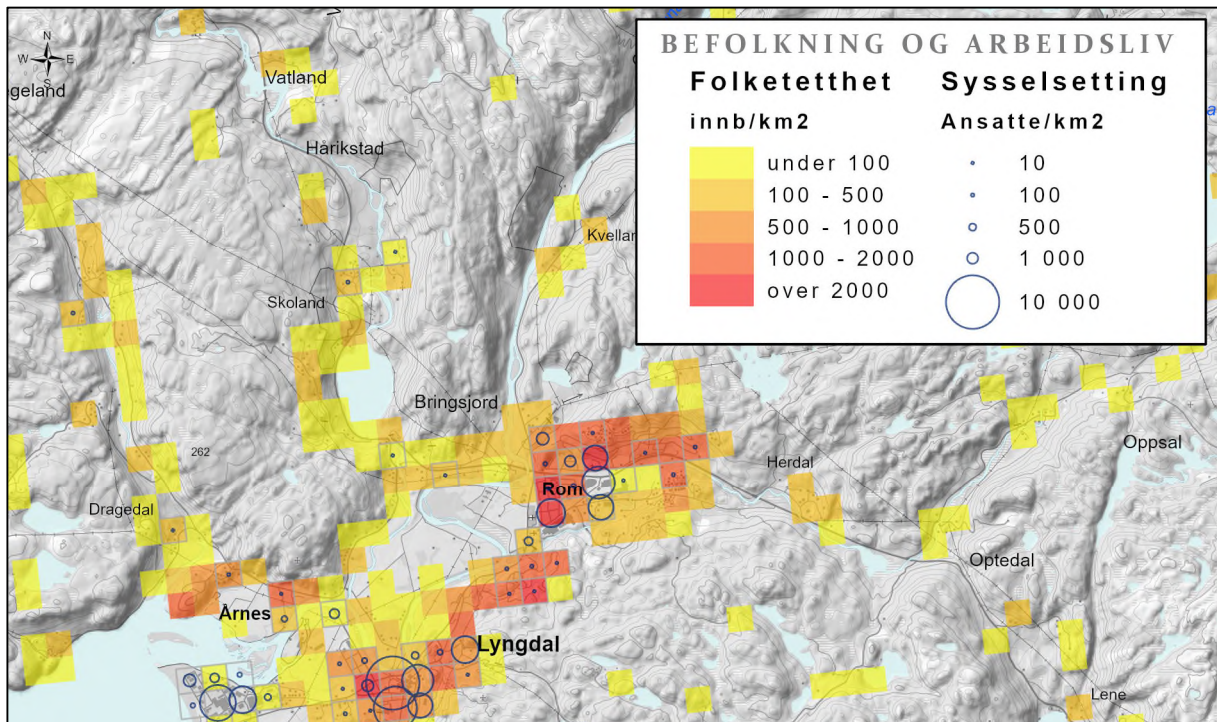 BEFOLKNING OG ARBEIDSLIV
Folketetthet
innb/km2
under 100
100 - 500
500 - 1000
1000 - 2000
over 2000
Sysselsetting
Ansatte/km2
10
100
500
1 000
10 000
N
W E
S
Vatland
egeland
Hårikstad
Kvellan
Skoland
Bringsjord
Oppsal
262
Herdal
Rom
Dragedal
Optedal
Årnes
Lyngdal
Lene